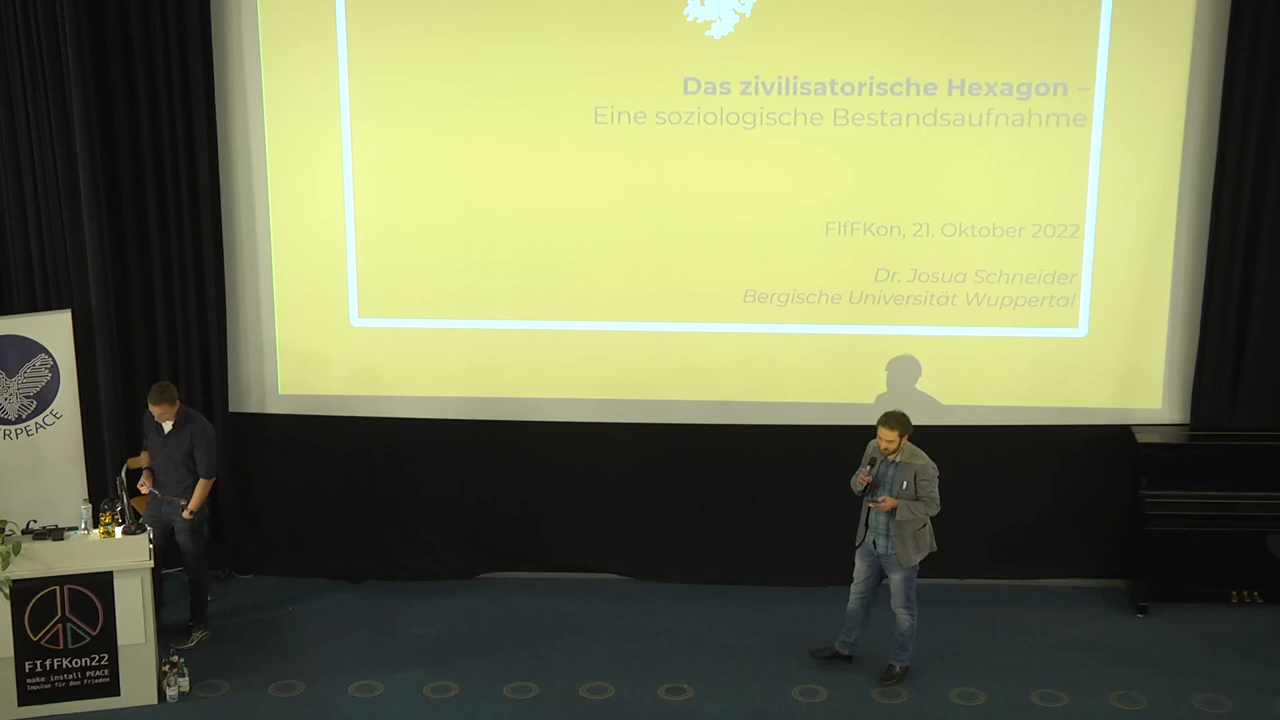 Das zivilisatorische Hexagon –
Eine soziologische Bestandsaufnahme
FIfFKon, 21. Oktober 2022
Dr. Josua Schneider
Bergische Universität Wuppertal
FIfFKon22
make install PEACE
Impulse für den Frieden